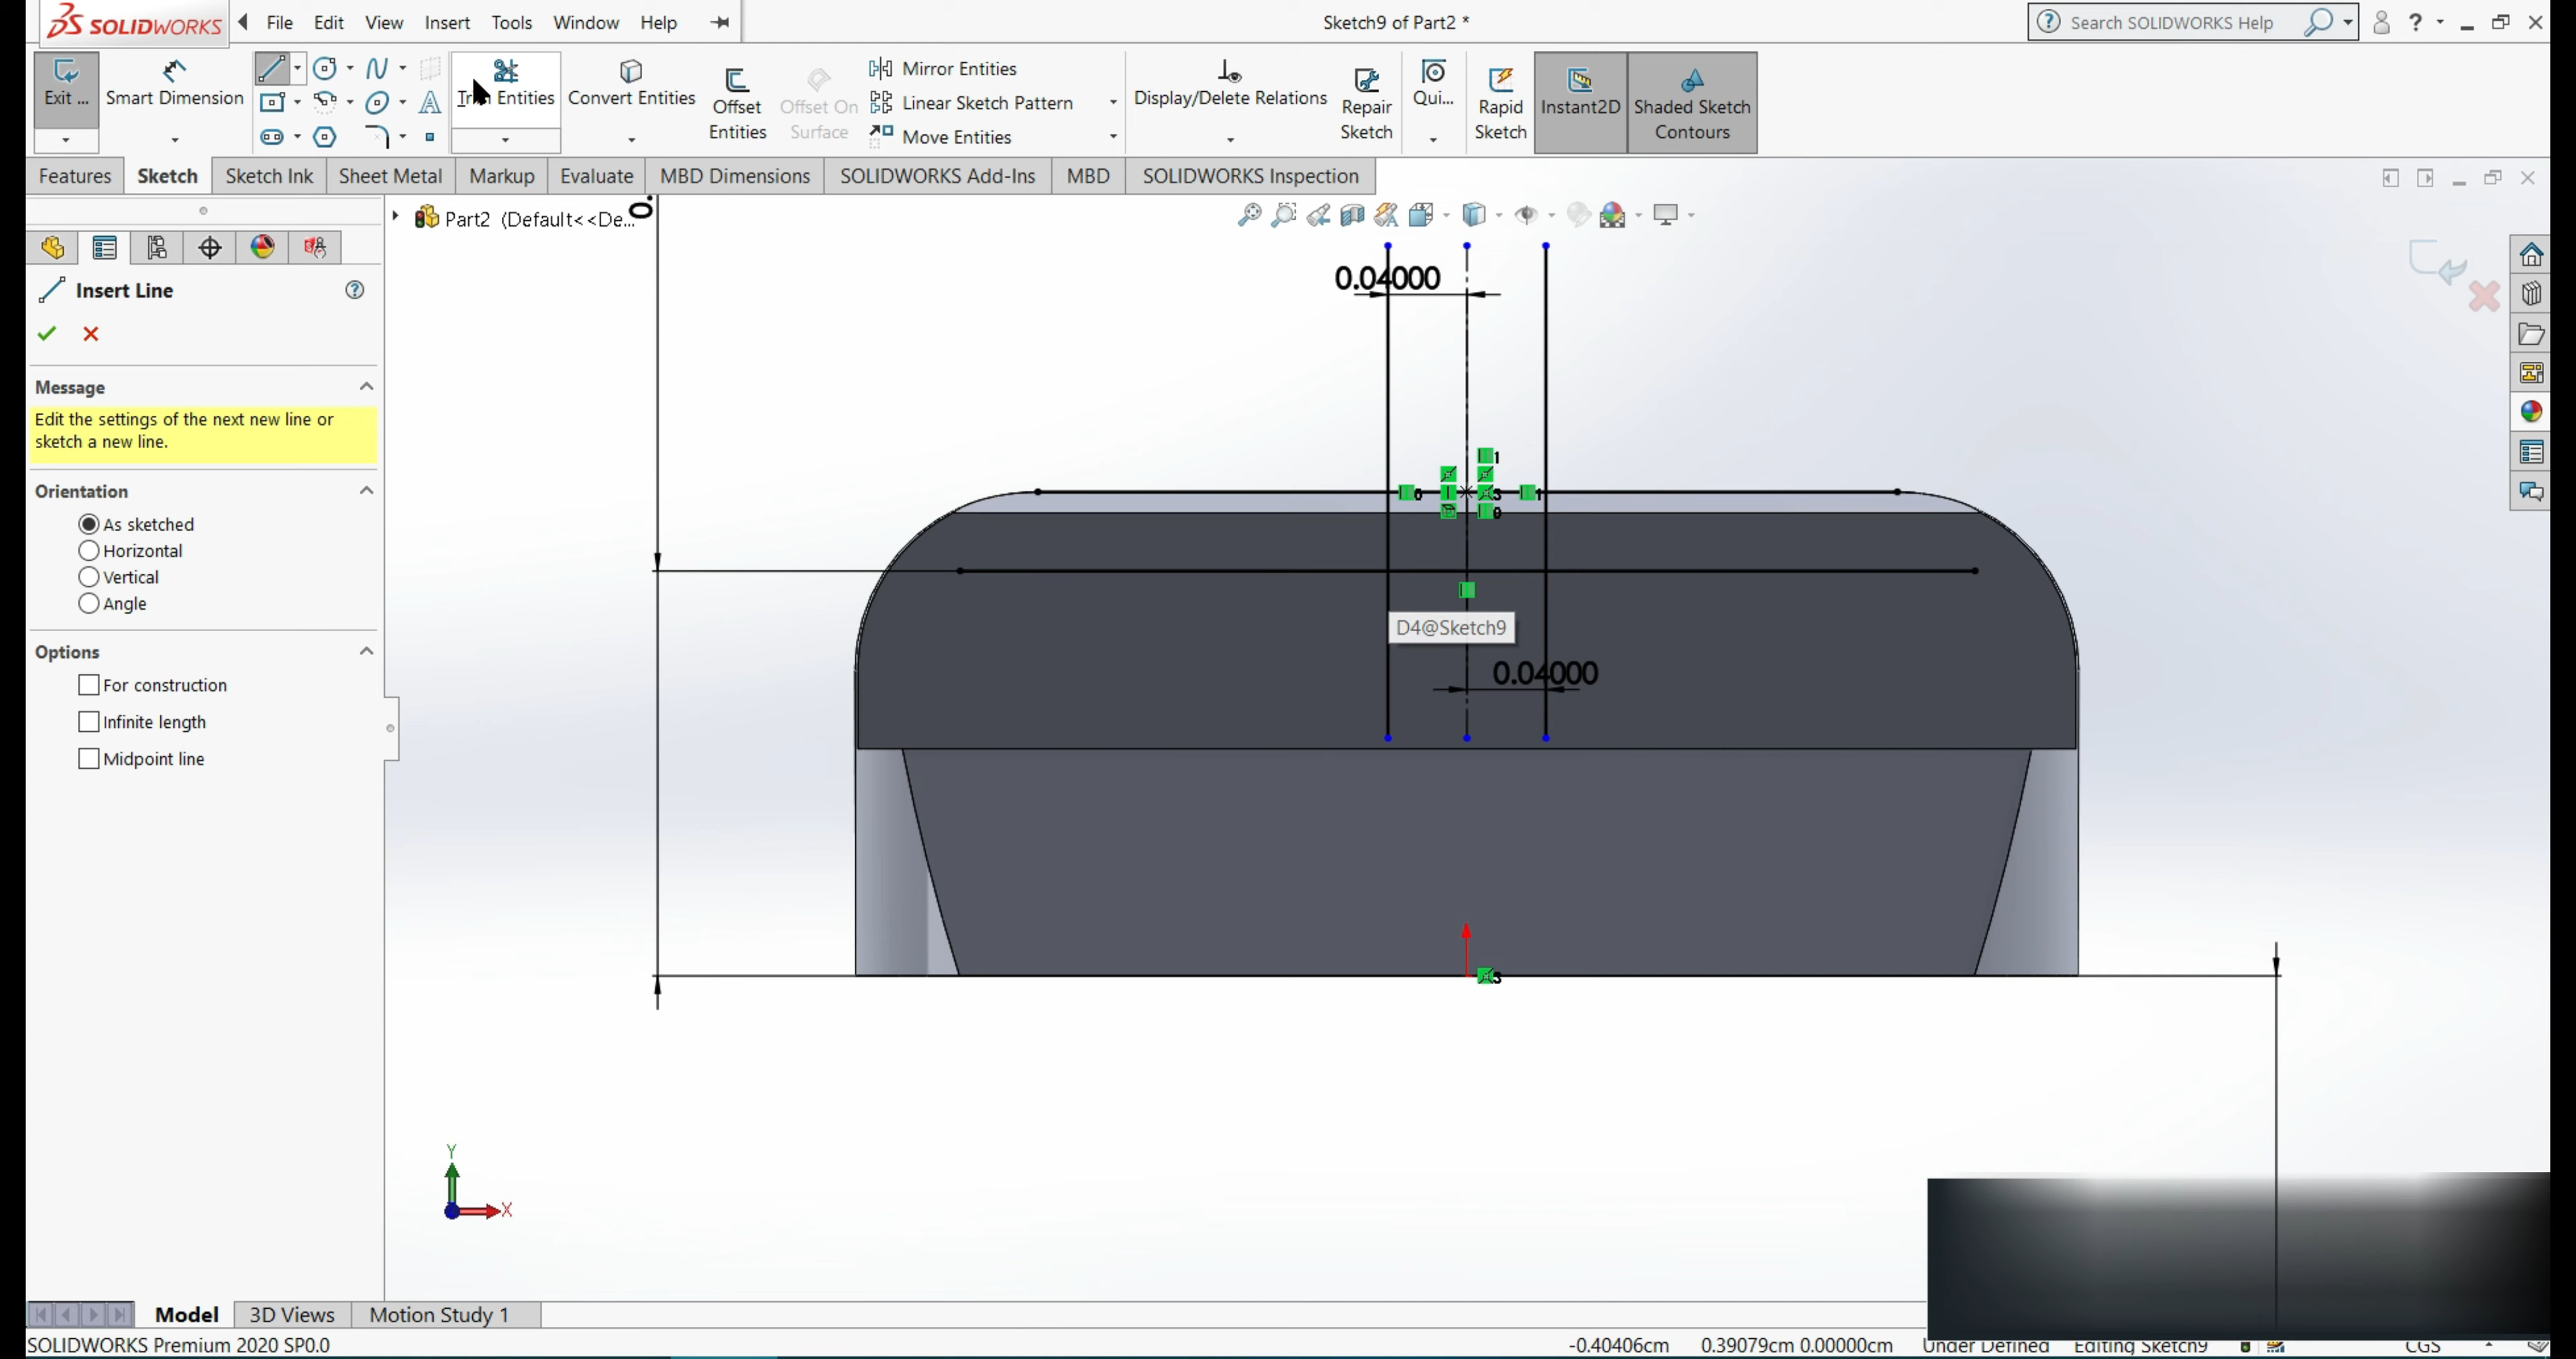 SOLIDWORKS File Edit View Insert Tools Window Help
Sketch9 of Part2 *
Search SOLIDWORKS Help
Exit ...
Smart Dimension
Entities
Convert Entities
Offset Entities
Offset On Surface
Mirror Entities
Linear Sketch Pattern
Move Entities
Display/Delete Relations
Repair Sketch
Qui...
Rapid Sketch
Instant2D
Shaded Sketch Contours
Features Sketch Sketch Ink Sheet Metal Markup Evaluate MBD Dimensions SOLIDWORKS Add-Ins MBD SOLIDWORKS Inspection
Part2 (Default<<De...
Insert Line
Message
Edit the settings of the next new line or
sketch a new line.
Orientation
As sketched
Horizontal
Vertical
Angle
Options
For construction
Infinite length
Midpoint line
0.04000
D4@Sketch9
0.04000
Y
X
Model 3D Views Motion Study 1
SOLIDWORKS Premium 2020 SP0.0
-0.40406cm 0.39079cm 0.00000cm Under Defined Editing Sketch9 CGS